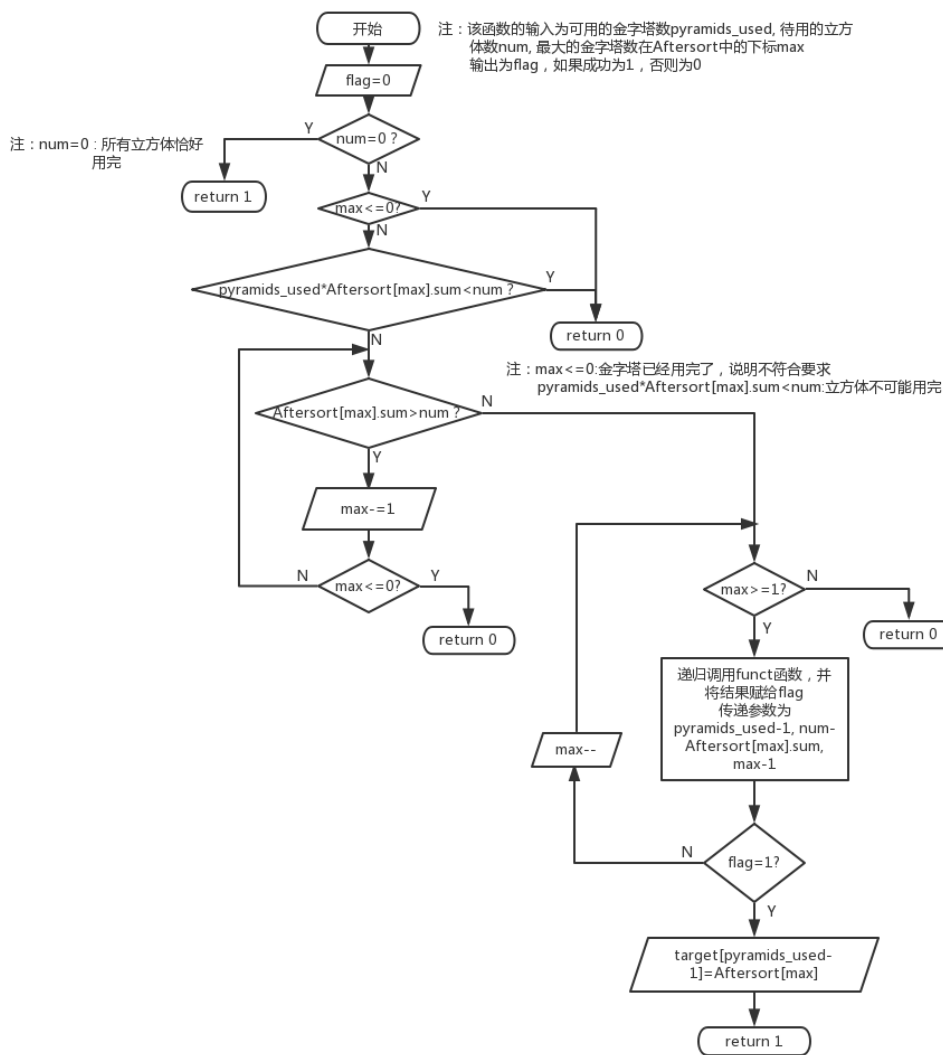 开始
注：该函数的输入为可用的金字塔数pyramids_used, 待用的立方
体数num, 最大的金字塔数在Aftersort中的下标max
输出为flag，如果成功为1，否则为0
flag=0
Y
num=0 ?
注：num=0 : 所有立方体恰好
用完
N
return 1
max<=0?
Y
N
pyramids_used*Aftersort[max].sum<num ?
Y
return 0
N
注：max<=0:金字塔已经用完了，说明不符合要求
pyramids_used*Aftersort[max].sum<num:立方体不可能用完
Aftersort[max].sum>num ?
N
Y
max-=1
N
max<=0?
Y
return 0
max>=1?
N
return 0
Y
递归调用funct函数，并
将结果赋给flag
传递参数为
pyramids_used-1, num-
Aftersort[max].sum,
max-1
max--
N
flag=1?
Y
target[pyramids_used-
1]=Aftersort[max]
return 1